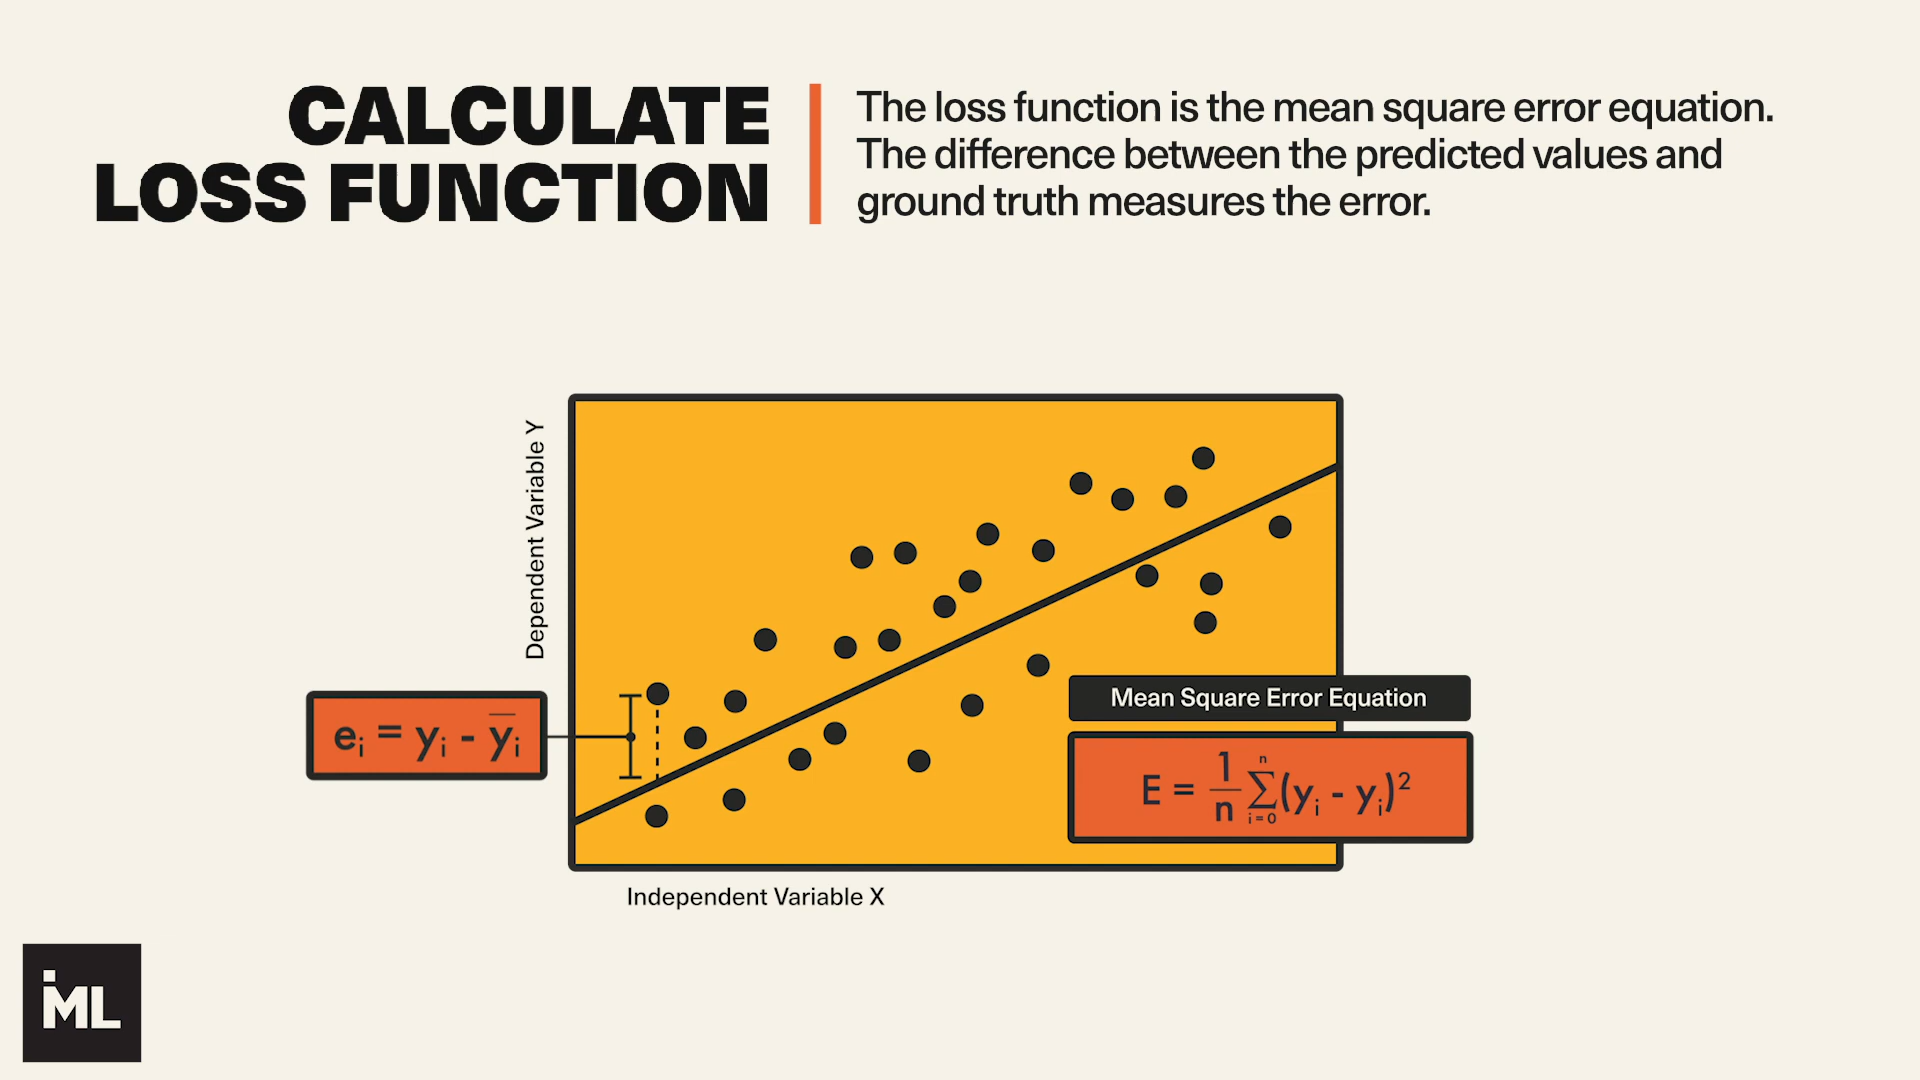 CALCULATE
LOSS FUNCTION
The loss function is the mean square error equation.
The difference between the predicted values and
ground truth measures the error.
Dependent Variable Y
eᵢ = yᵢ - y̅ᵢ
Mean Square Error Equation
E = 1/n ∑ᵢ₌₀ⁿ (yᵢ - yᵢ)²
Independent Variable X
ML